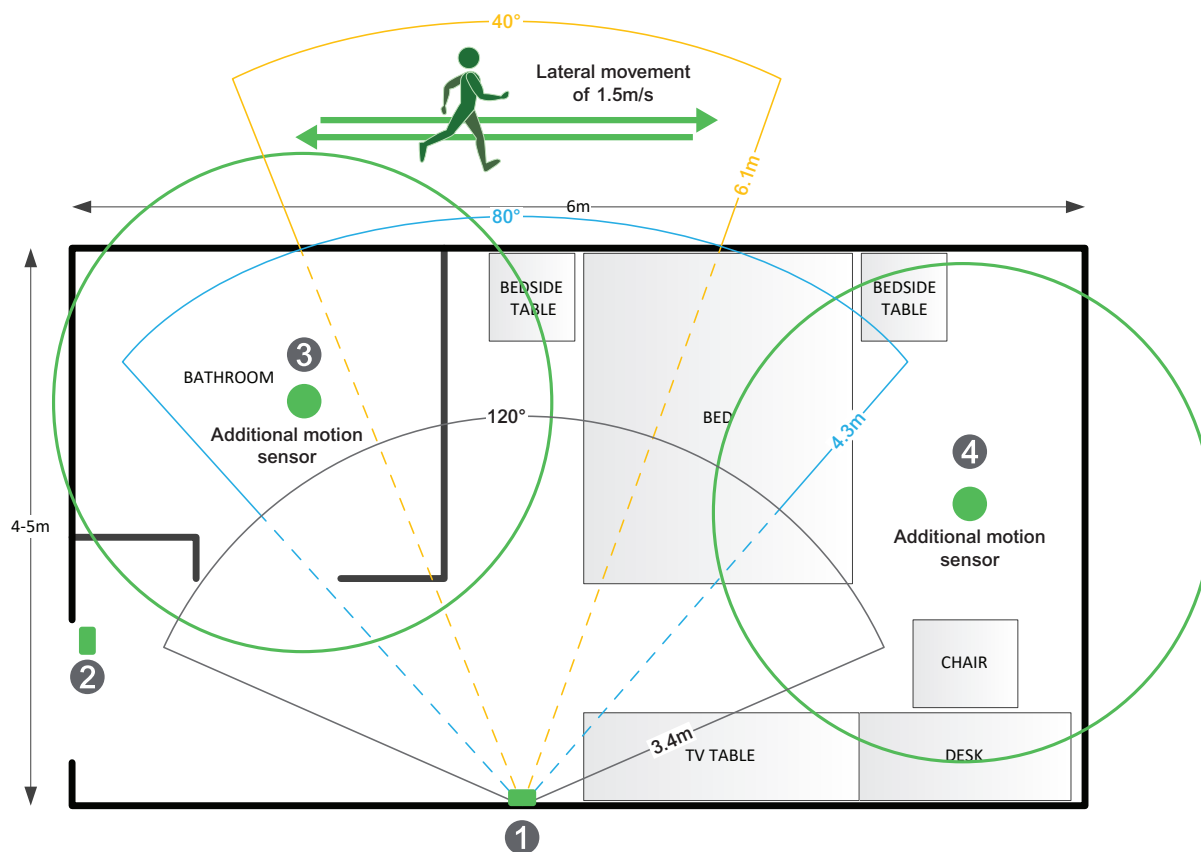 40°
Lateral movement
of 1.5m/s
6.1m
6m
80°
BEDSIDE
TABLE
BEDSIDE
TABLE
3
BATHROOM
Additional motion
sensor
120°
BED
4.3m
4
Additional motion
sensor
4-5m
2
CHAIR
3.4m
TV TABLE
DESK
1